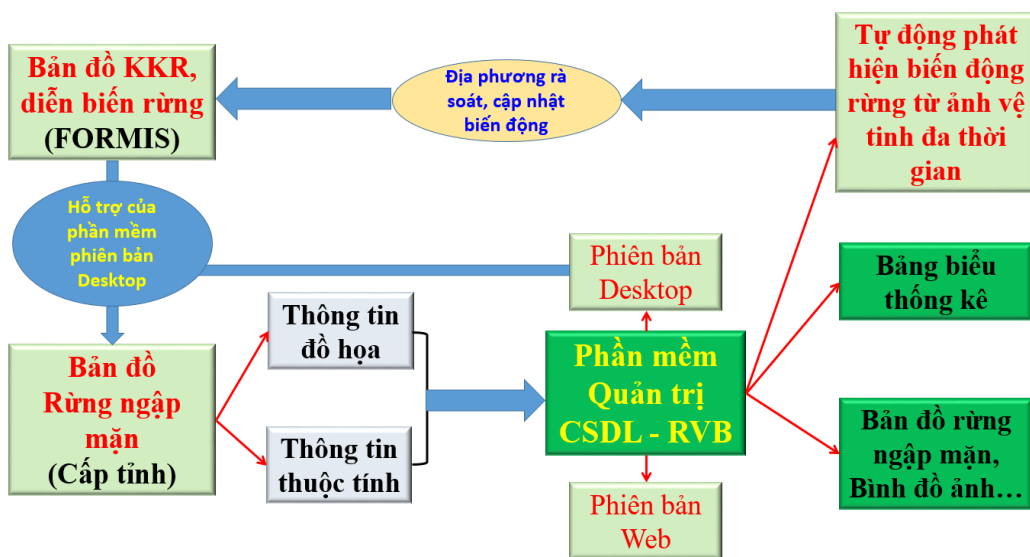 Bản đồ KKR,
diễn biến rừng
(FORMIS)
Địa phương rà
soát, cập nhật
biến động
Tự động phát
hiện biến động
rừng từ ảnh vệ
tinh đa thời
gian
Hỗ trợ của
phần mềm
phiên bản
Desktop
Phiên bản
Desktop
Bảng biểu
thống kê
Thông tin
đồ họa
Bản đồ
Rừng ngập
mặn
(Cấp tỉnh)
Thông tin
thuộc tính
Phần mềm
Quản trị
CSDL - RVB
Phiên bản
Web
Bản đồ rừng
ngập mặn,
Bình đồ ảnh…